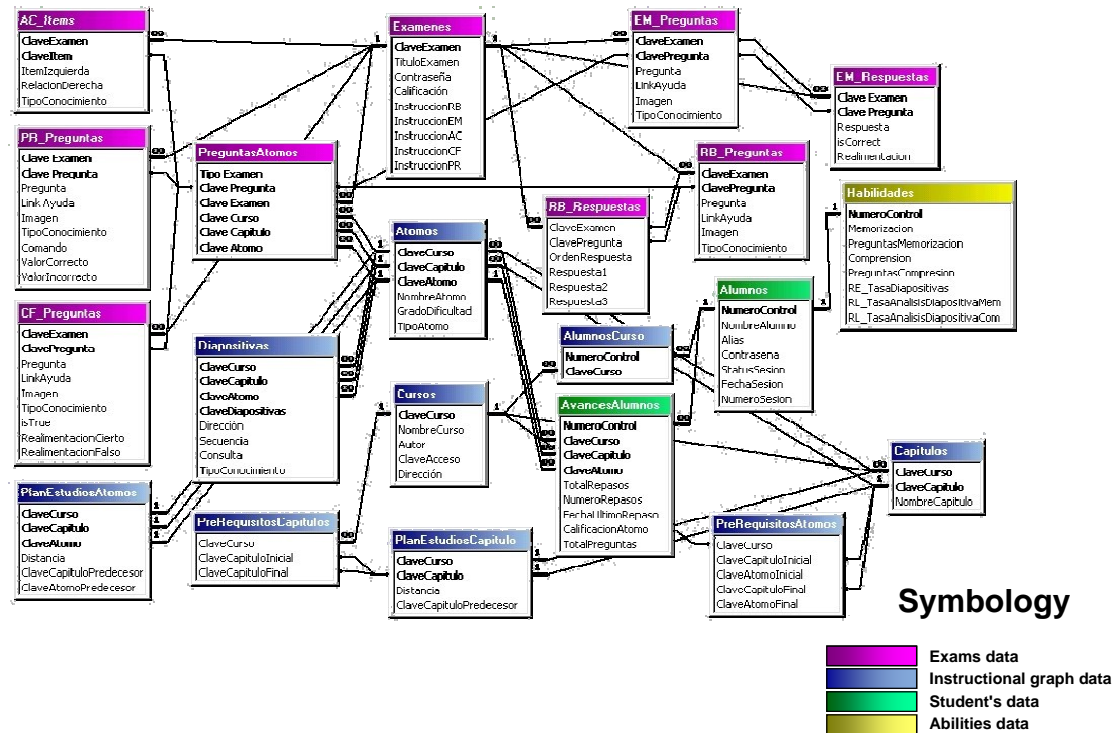 AC_Items
ClaveExamen
ClaveItem
ItemIzquierda
RelacionDerecha
TipoConocimiento
PR_Preguntas
Clave Examen
Clave Pregunta
Pregunta
Link Ayuda
Imagen
TipoConocimiento
Comando
ValorCorrecto
ValorIncorrecto
CF_Preguntas
ClaveExamen
ClavePregunta
Pregunta
LinkAyuda
Imagen
TipoConocimiento
isTrue
RealimentacionCierto
RealimentacionFalso
PlanEstudiosAtomos
ClaveCurso
ClaveCapitulo
ClaveAtomo
Distancia
ClaveCapituloPredecesor
ClaveAtomoPredecesor
PreguntasAtomos
Tipo Examen
Clave Pregunta
Clave Examen
Clave Curso
Clave Capitulo
Clave Atomo
Diapositivas
ClaveCurso
ClaveCapitulo
ClaveAtomo
ClaveDiapositivas
Dirección
Secuencia
Consulta
TipoConocimiento
PreRequisitosCapitulos
ClaveCurso
ClaveCapituloInicial
ClaveCapituloFinal
Examenes
ClaveExamen
TituloExamen
Contraseña
Calificación
InstruccionRB
InstruccionEM
InstruccionAC
InstruccionCF
InstruccionPR
Atomos
ClaveCurso
ClaveCapitulo
ClaveAtomo
NombreAtomo
GradoDificultad
TipoAtomo
Cursos
ClaveCurso
NombreCurso
Autor
ClaveAcceso
Dirección
PlanEstudiosCapitulo
ClaveCurso
ClaveCapitulo
Distancia
ClaveCapituloPredecesor
EM_Preguntas
ClaveExamen
ClavePregunta
Pregunta
LinkAyuda
Imagen
TipoConocimiento
EM_Respuestas
Clave Examen
Clave Pregunta
Respuesta
isCorrect
Realimentacion
RB_Preguntas
ClaveExamen
ClavePregunta
Pregunta
LinkAyuda
Imagen
TipoConocimiento
RB_Respuestas
ClaveExamen
ClavePregunta
OrdenRespuesta
Respuesta1
Respuesta2
Respuesta3
Habilidades
NumeroControl
Memorizacion
PreguntasMemorizacion
Comprension
PreguntasCompresion
RE_TasaDiapositivas
RL_TasaAnalisisDiapositivaMem
RL_TasaAnalisisDiapositivaCom
Alumnos
NumeroControl
NombreAlumno
Alias
Contrasena
StatusSesion
FechaSesion
NumeroSesion
AlumnosCurso
NumeroControl
ClaveCurso
AvancesAlumnos
NumeroControl
ClaveCurso
ClaveCapitulo
ClaveAtomo
TotalRepasos
NumeroRepasos
FechaUltimoRepaso
CalificacionAtomo
TotalPreguntas
Capitulos
ClaveCurso
ClaveCapitulo
NombreCapitulo
PreRequisitosAtomos
ClaveCurso
ClaveCapituloInicial
ClaveAtomoInicial
ClaveCapituloFinal
ClaveAtomoFinal
Symbology
Exams data
Instructional graph data
Student's data
Abilities data